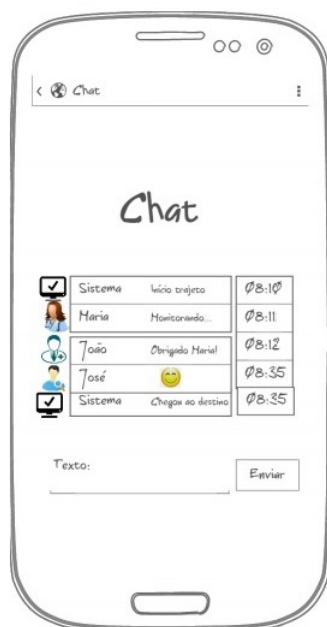 < Chat
Chat
Sistema Início trajeto 08:10
Maria Monitorando... 08:11
João Obrigado Maria! 08:12
José 08:35
Sistema Chegou ao destino 08:35
Texto: Enviar